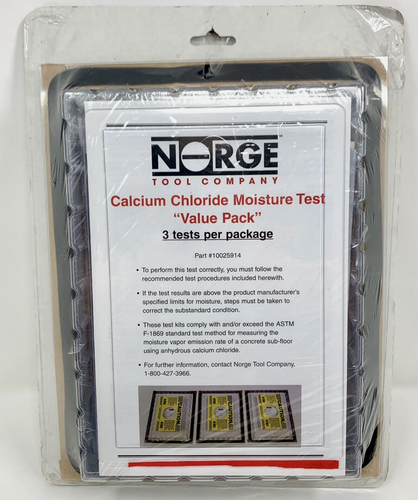 NORGE™
TOOL COMPANY
Calcium Chloride Moisture Test
“Value Pack”
3 tests per package
Part #10025914
• To perform this test correctly, you must follow the
recommended test procedures included herewith.
• If the test results are above the product manufacturer's
specified limits for moisture, steps must be taken to
correct the substandard condition.
• These test kits comply with and/or exceed the ASTM
F-1869 standard test method for measuring the
moisture vapor emission rate of a concrete sub-floor
using anhydrous calcium chloride.
• For further information, contact Norge Tool Company,
1-800-427-3966.
CAUTION!
CAUTION!
CAUTION!